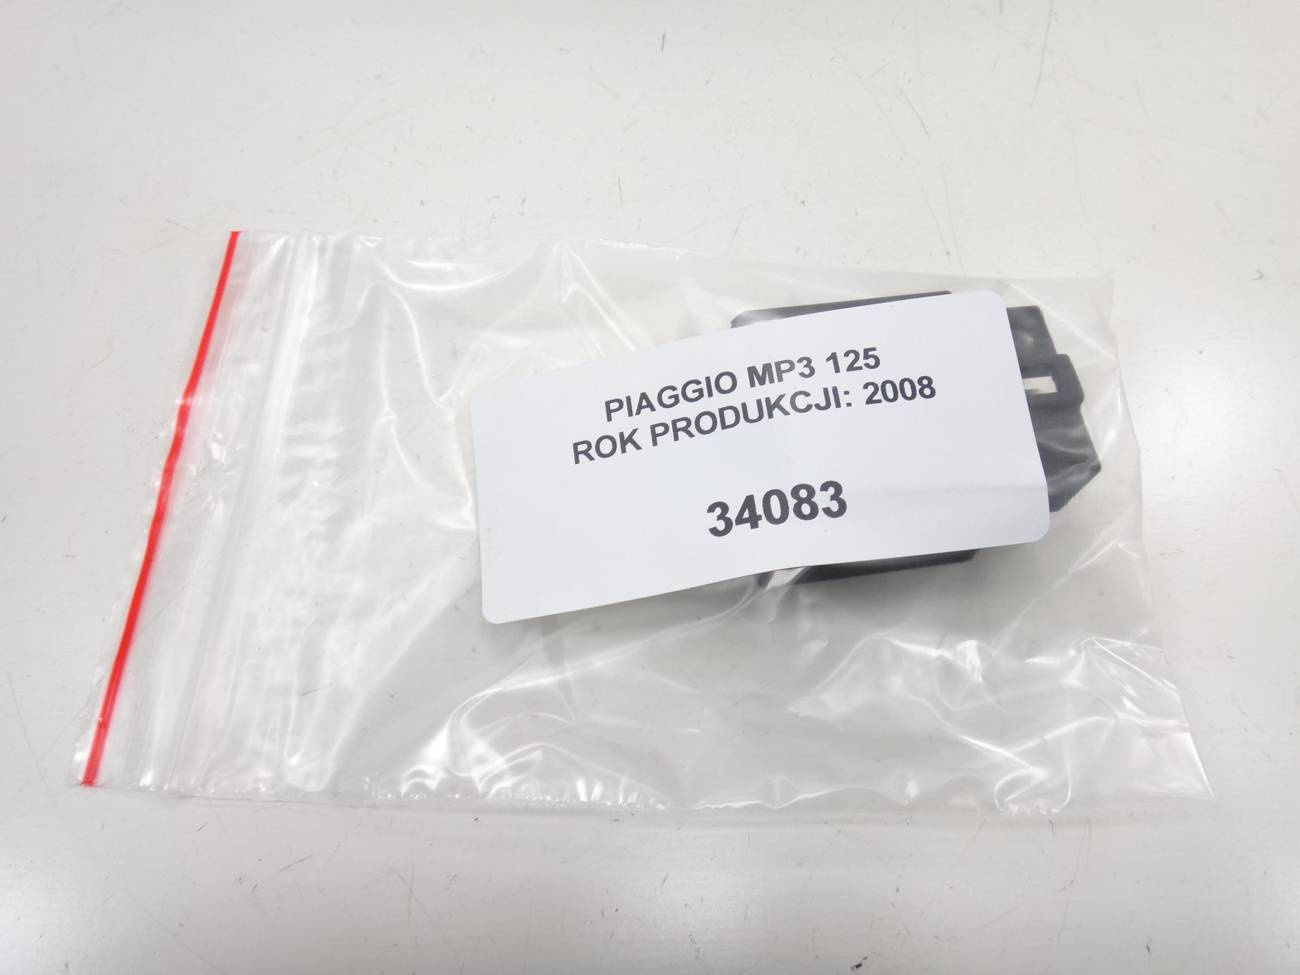 PIAGGIO MP3 125
ROK PRODUKCJI: 2008
34083